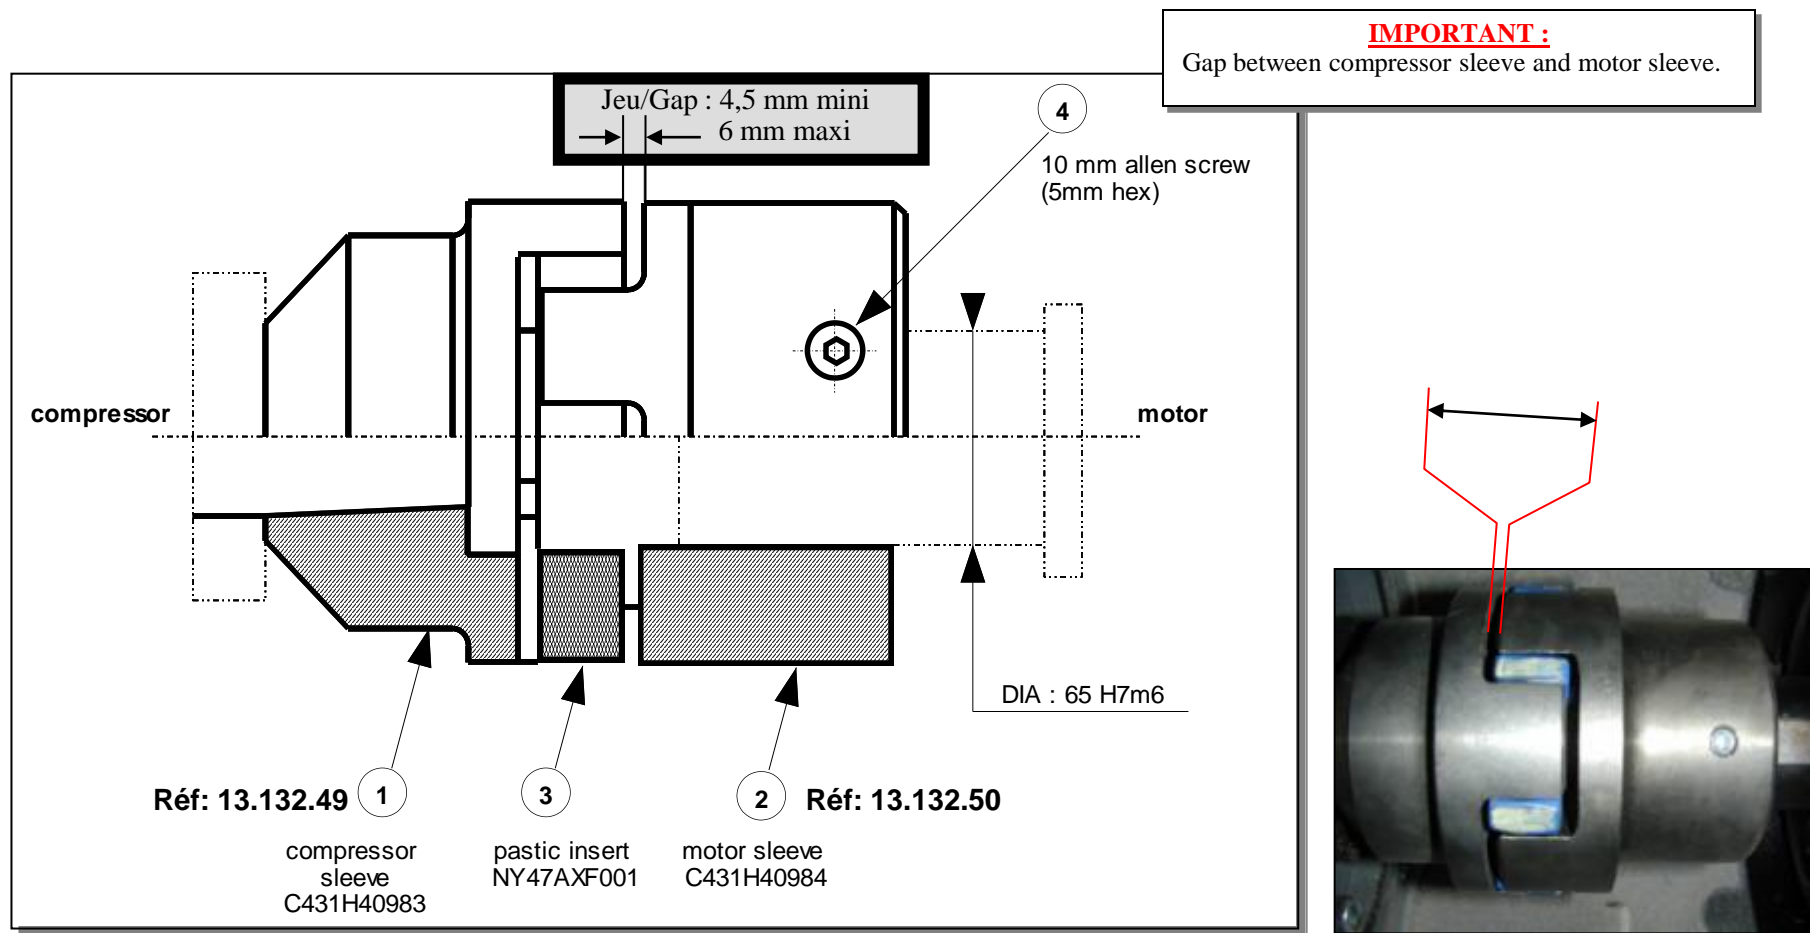 IMPORTANT :
Gap between compressor sleeve and motor sleeve.
Jeu/Gap : 4,5 mm mini
6 mm maxi
4
10 mm allen screw
(5mm hex)
compressor
motor
DIA : 65 H7m6
Réf: 13.132.49
1
3
2
Réf: 13.132.50
compressor
sleeve
C431H40983
pastic insert
NY47AXF001
motor sleeve
C431H40984